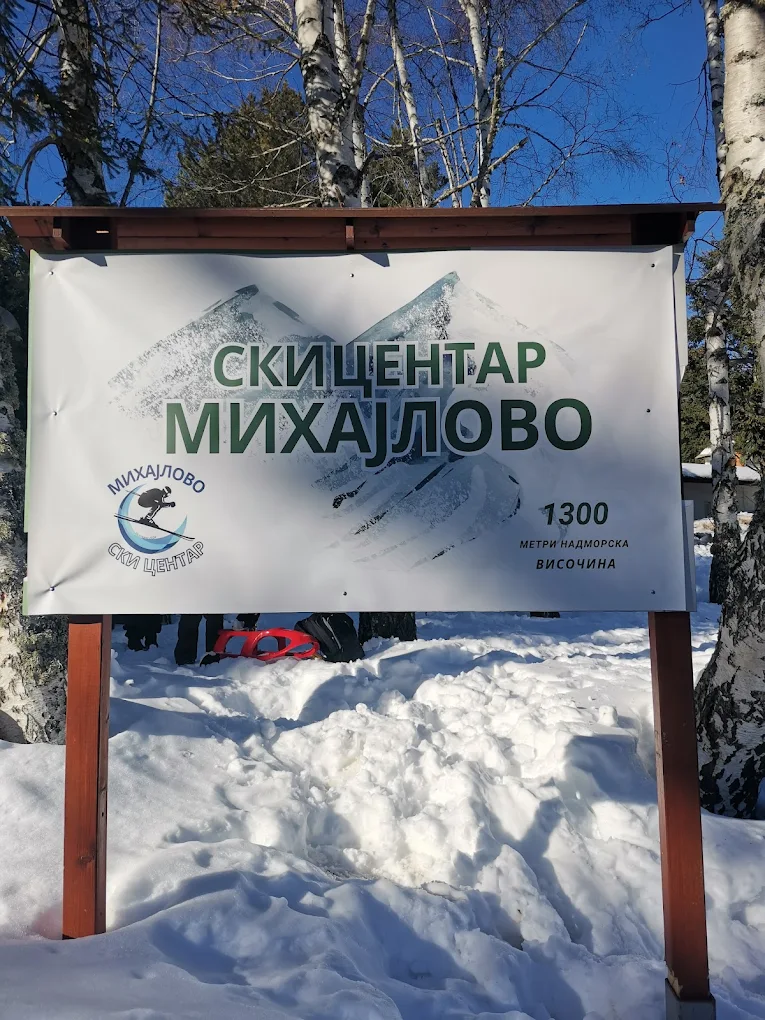 СКИЦЕНТАР
МИХАЈЛОВО
МИХАЈЛОВО
СКИ ЦЕНТАР
1300
МЕТРИ НАДМОРСКА
ВИСОЧИНА